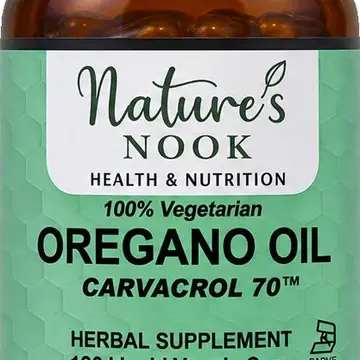 Nature's
NOOK
HEALTH & NUTRITION
100% Vegetarian
OREGANO OIL
CARVACROL 70™
HERBAL SUPPLEMENT